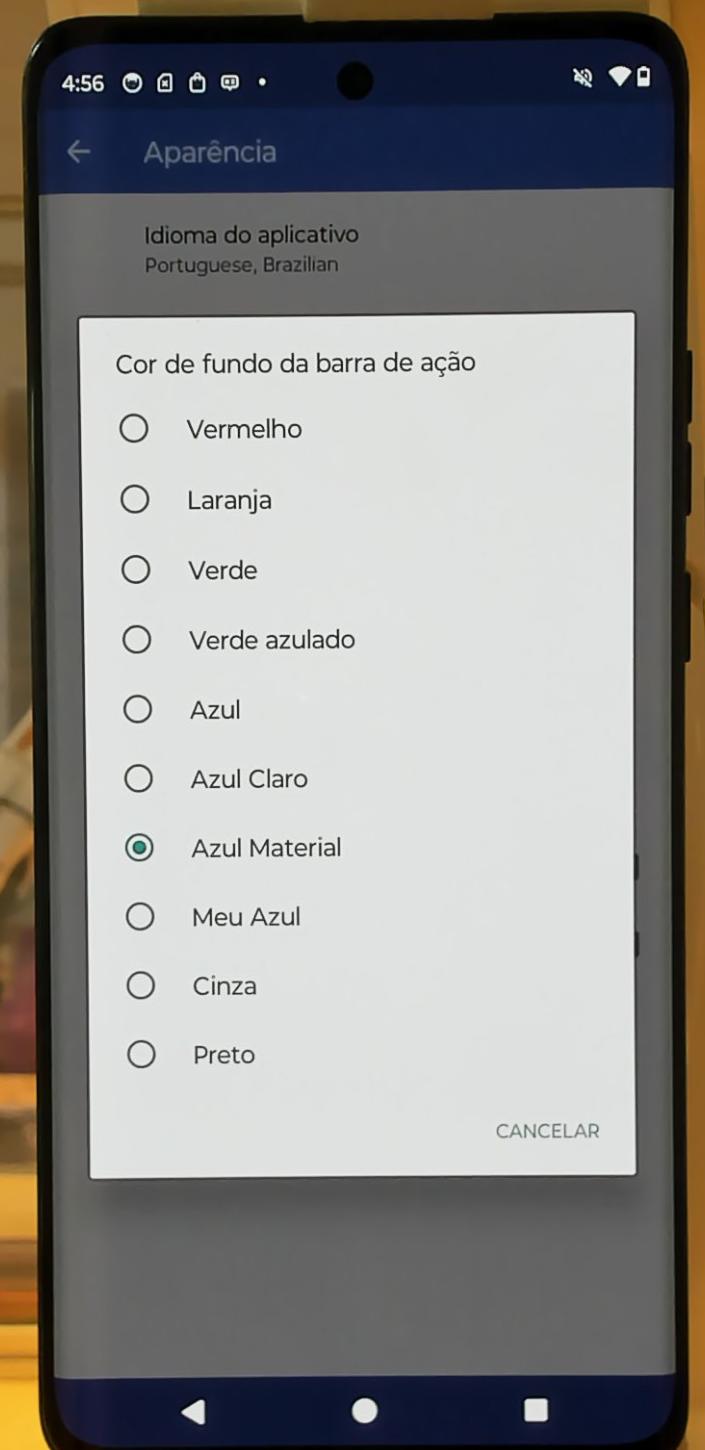 4:56
Aparência
Idioma do aplicativo
Portuguese, Brazilian
Cor de fundo da barra de ação
Vermelho
Laranja
Verde
Verde azulado
Azul
Azul Claro
Azul Material
Meu Azul
Cinza
Preto
CANCELAR